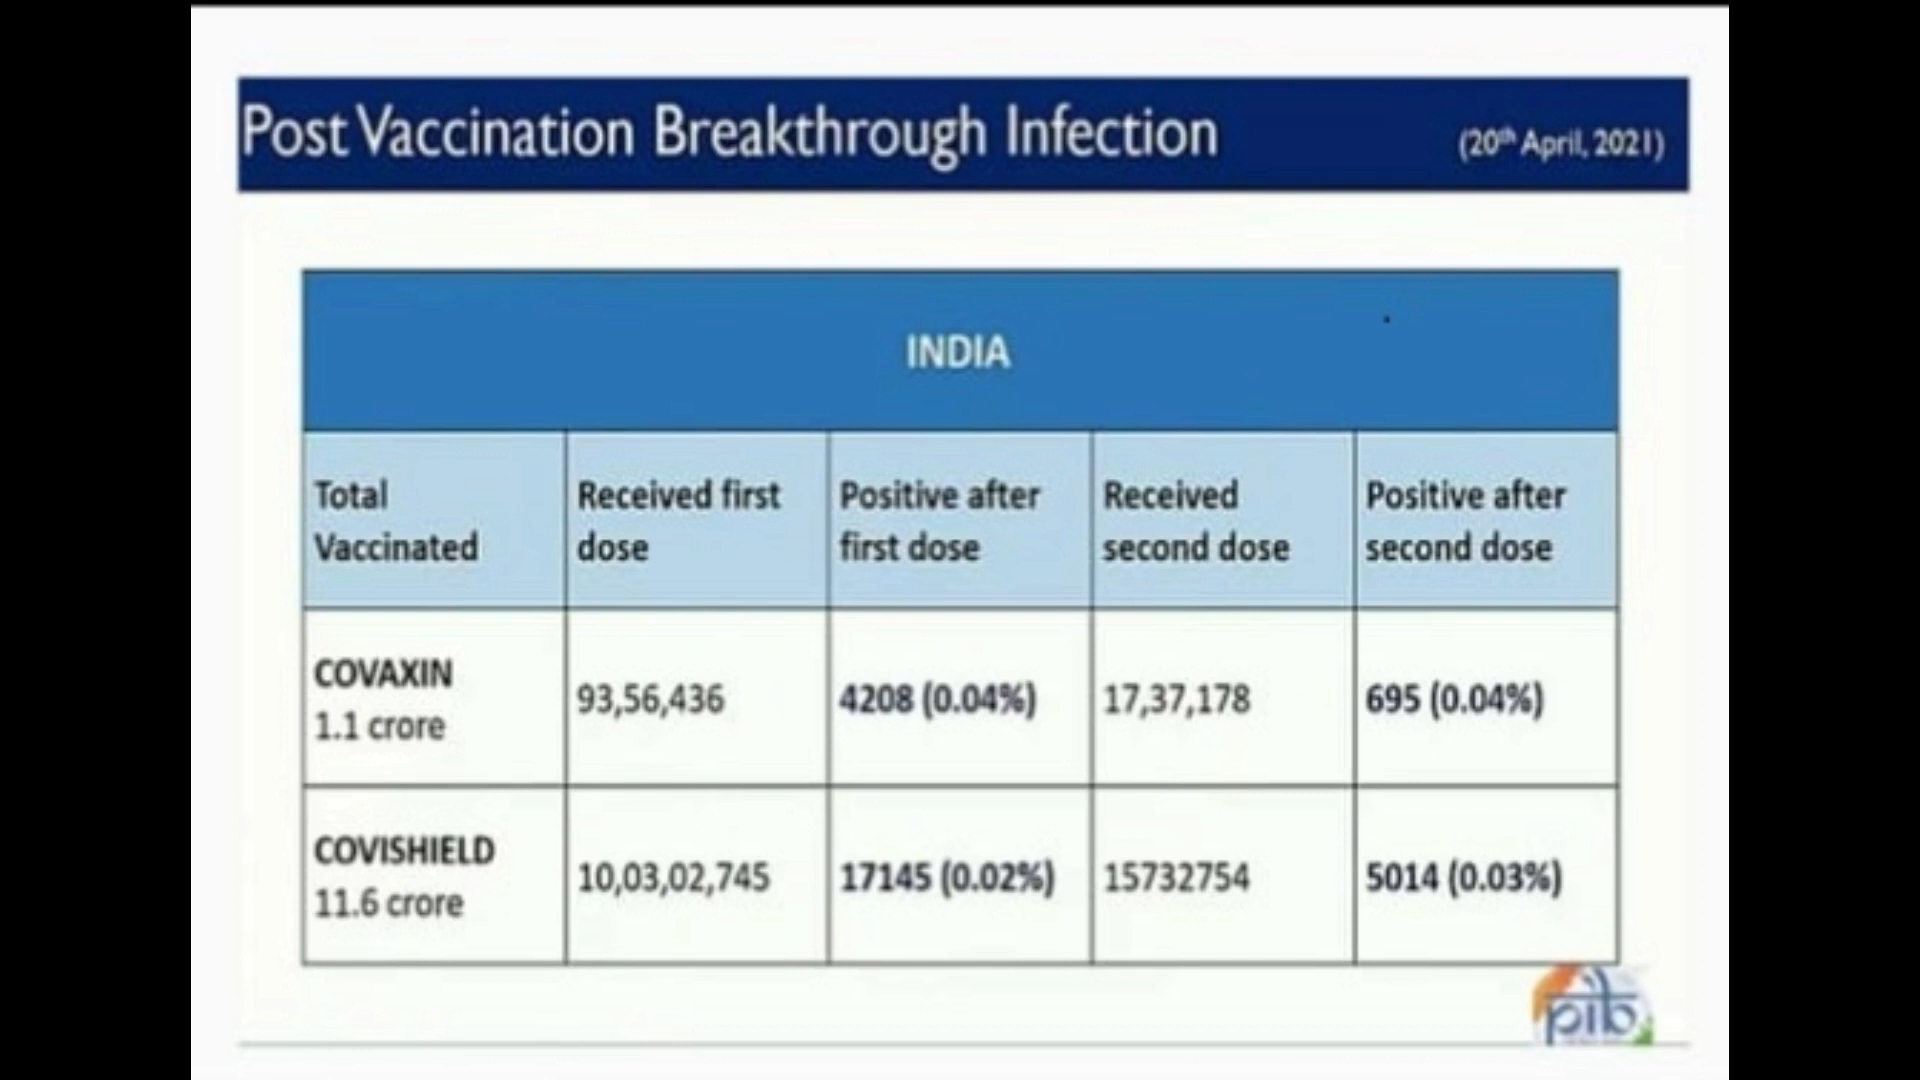 Post Vaccination Breakthrough Infection
(20th April, 2021)
INDIA
Total Vaccinated
Received first dose
Positive after first dose
Received second dose
Positive after second dose
COVAXIN
1.1 crore
93,56,436
4208 (0.04%)
17,37,178
695 (0.04%)
COVISHIELD
11.6 crore
10,03,02,745
17145 (0.02%)
15732754
5014 (0.03%)
pib